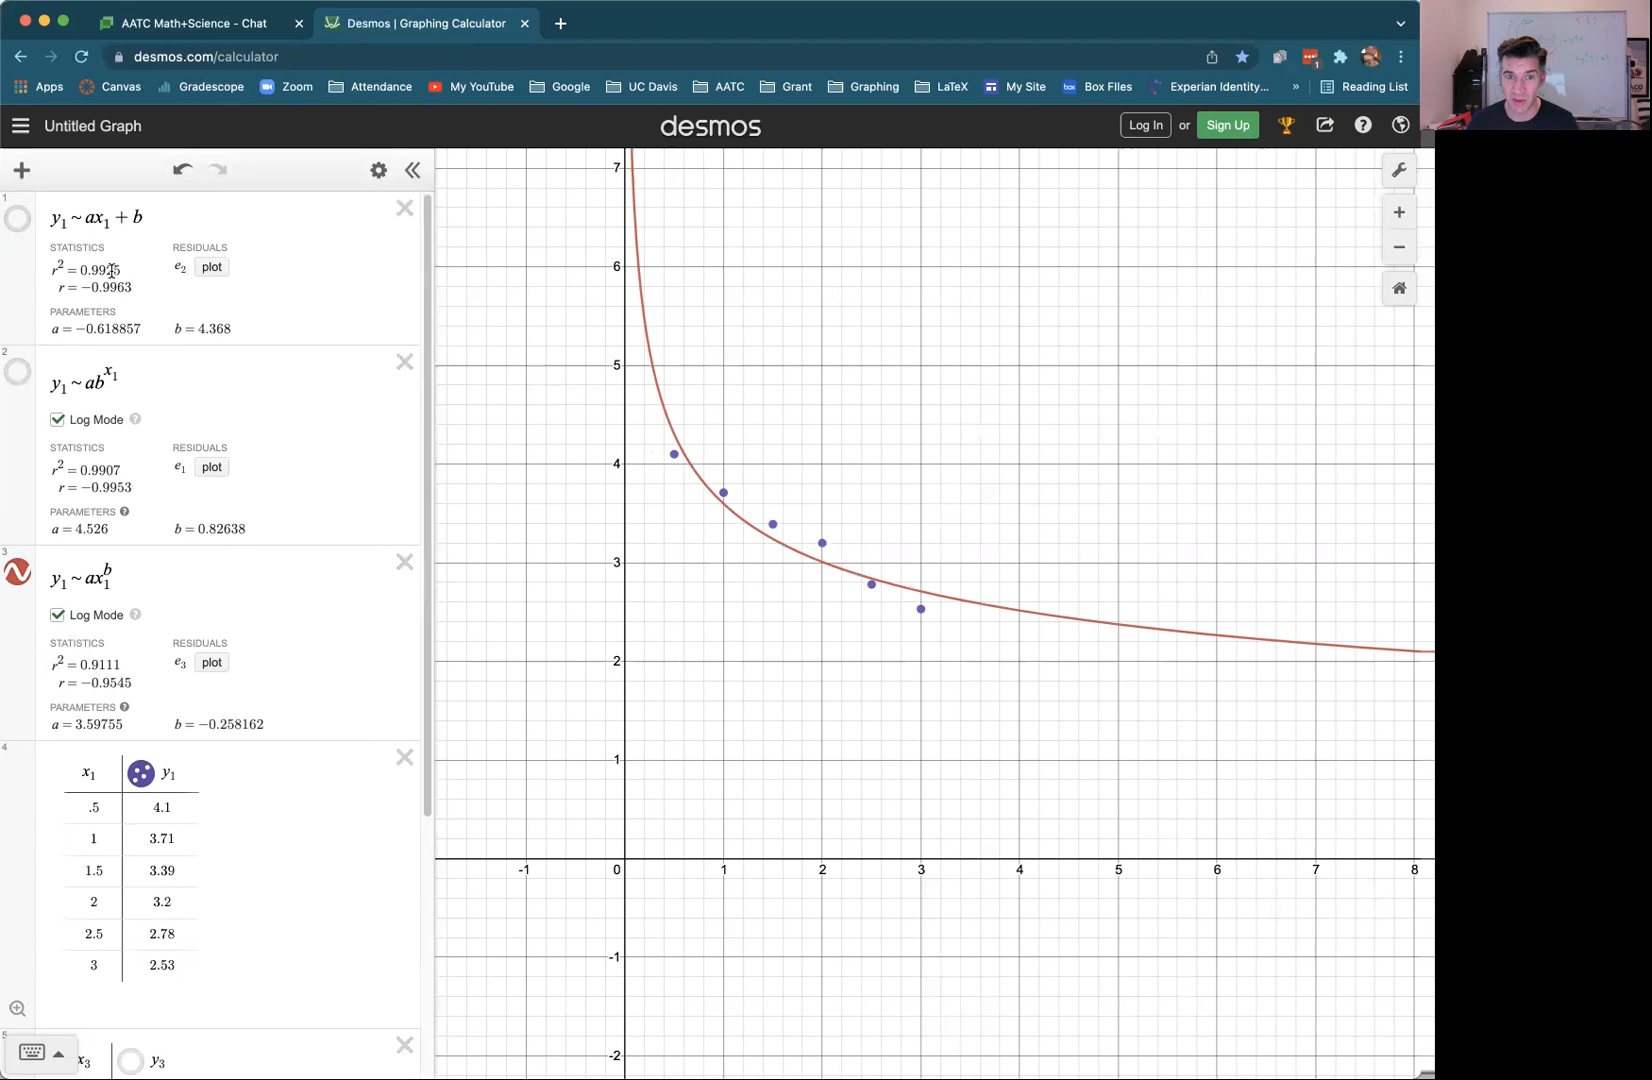 AATC Math+Science - Chat
Desmos | Graphing Calculator
desmos.com/calculator
1
Apps Canvas Gradescope Zoom Attendance My YouTube Google UC Davis AATC Grant Graphing LaTeX My Site Box FIles Experian Identity... » Reading List
Untitled Graph
desmos
Log In or Sign Up
1
y₁ ~ ax₁ + b
STATISTICS RESIDUALS
r² = 0.9925 e₂ plot
r = −0.9963
PARAMETERS
a = −0.618857 b = 4.368
2
y₁ ~ ab^x₁
Log Mode ?
STATISTICS RESIDUALS
r² = 0.9907 e₁ plot
r = −0.9953
PARAMETERS ?
a = 4.526 b = 0.82638
3
y₁ ~ ax₁^b
Log Mode ?
STATISTICS RESIDUALS
r² = 0.9111 e₃ plot
r = −0.9545
PARAMETERS ?
a = 3.59755 b = −0.258162
4
x₁ y₁
.5 4.1
1 3.71
1.5 3.39
2 3.2
2.5 2.78
3 2.53
5
x₃ y₃
7
6
5
4
3
2
1
-1 0 1 2 3 4 5 6 7 8
-1
-2